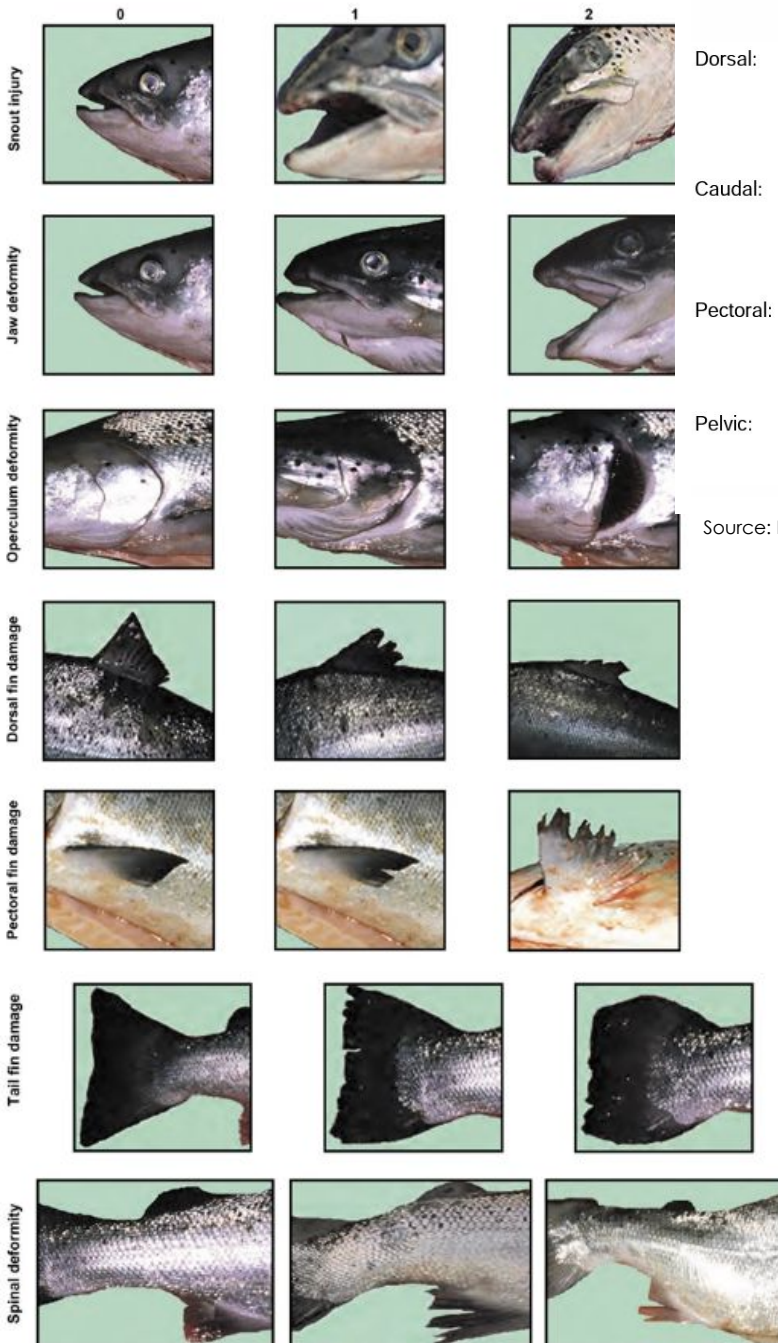 0 1 2
Snout injury
Jaw deformity
Operculum deformity
Dorsal fin damage
Pectoral fin damage
Tail fin damage
Spinal deformity
Dorsal:
Caudal:
Pectoral:
Pelvic:
Source: